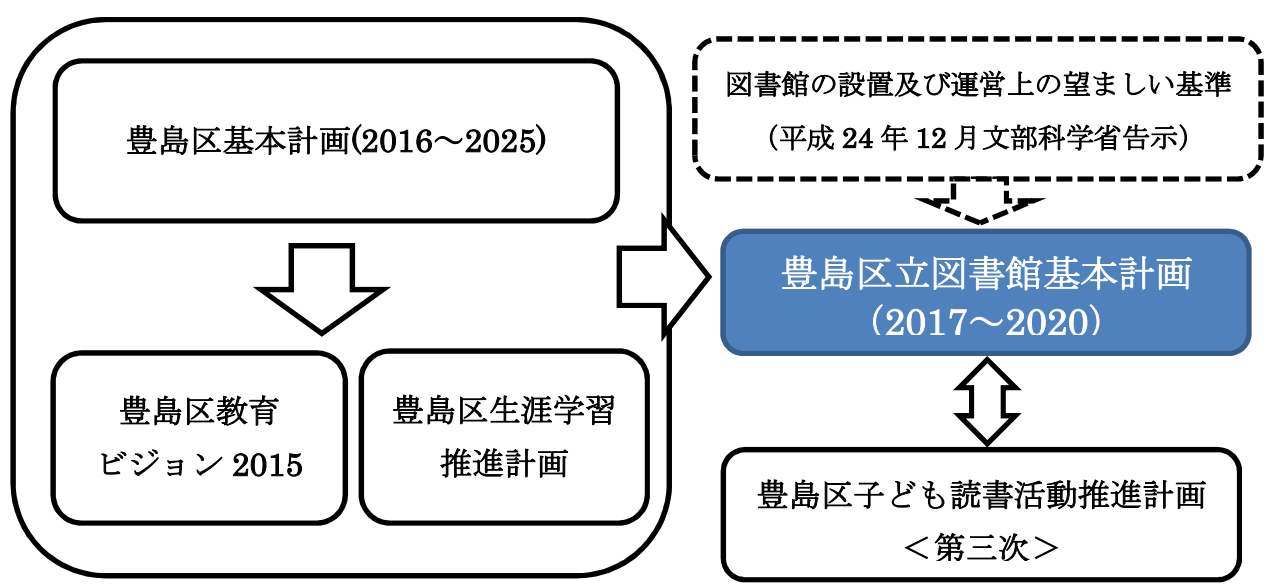 豊島区基本計画(2016～2025)
豊島区教育
ビジョン 2015
豊島区生涯学習
推進計画
図書館の設置及び運営上の望ましい基準
（平成 24 年 12 月文部科学省告示）
豊島区立図書館基本計画
（2017～2020）
豊島区子ども読書活動推進計画
＜第三次＞